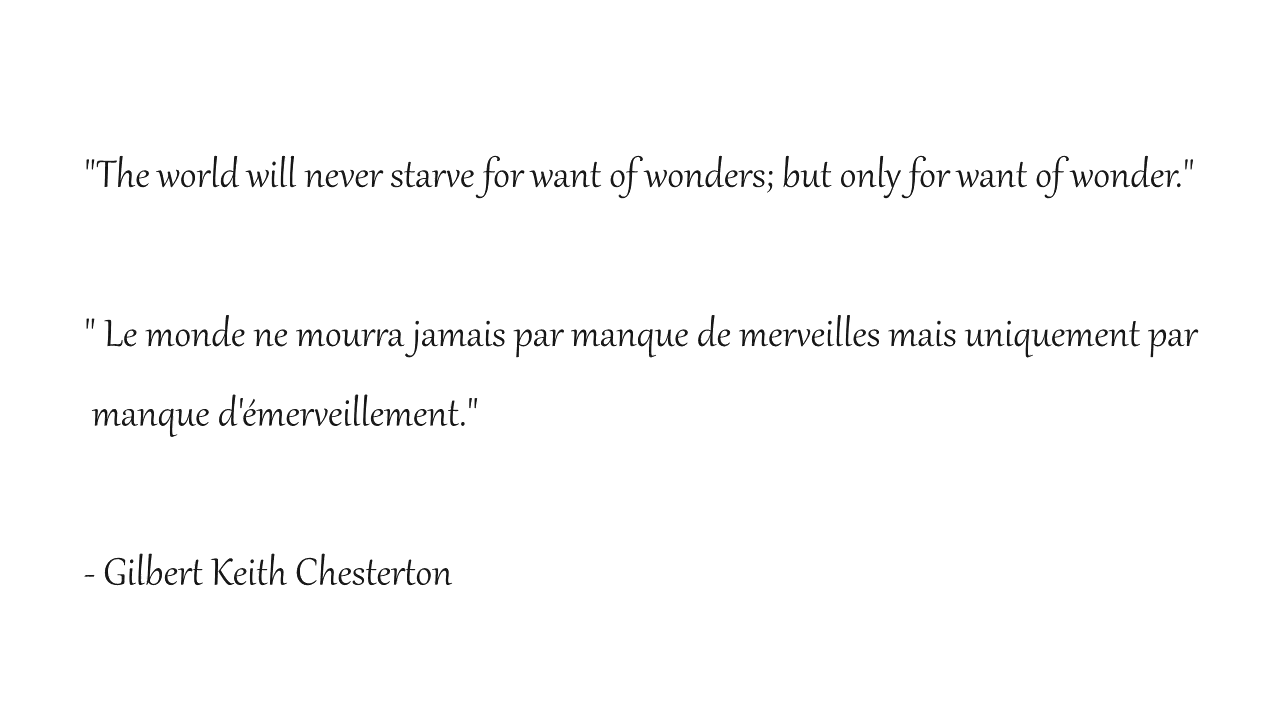 "The world will never starve for want of wonders; but only for want of wonder."
" Le monde ne mourra jamais par manque de merveilles mais uniquement par
manque d'émerveillement."
- Gilbert Keith Chesterton